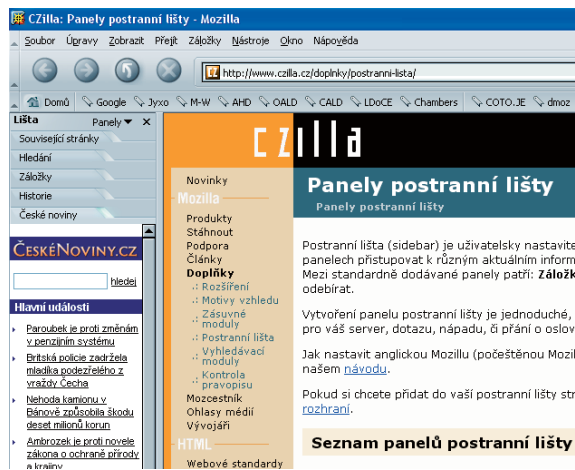 CZilla: Panely postranní lišty - Mozilla
Soubor Úpravy Zobrazit Přejít Záložky Nástroje Okno Nápověda
http://www.czilla.cz/doplnky/postranni-lista/
Domů Google Jyxo M-W AHD OALD CALD LDoCE Chambers COTO.JE dmoz
Lišta Panely x
Související stránky
Hledání
Záložky
Historie
České noviny
ČESKÉNOVINY.CZ
hledej
Hlavní události
Paroubek je proti změnám
v penzijním systému
Britská policie zadržela
mladíka podezřelého z
vraždy Čecha
Nehoda kamionu v
Bánově způsobila škodu
deset milionů korun
Ambrozek je proti novele
zákona o ochraně přírody
a krajiny
czilla
Novinky
Mozilla
Produkty
Stáhnout
Podpora
Články
Doplňky
.: Rozšíření
.: Motivy vzhledu
.: Zásuvné
moduly
.: Postranní lišta
.: Vyhledávací
moduly
.: Kontrola
pravopisu
Mozcestník
Ohlasy médií
Vývojáři
HTML
Webové standardy
Panely postranní lišty
Panely postranní lišty
Postranní lišta (sidebar) je uživatelsky nastavite
panelech přistupovat k různým aktuálním inform
Mezi standardně dodávané panely patří: Záložk
odebírat.
Vytvoření panelu postranní lišty je jednoduché,
pro váš server, dotazu, nápadu, či přání o oslov
Jak nastavit anglickou Mozillu (počeštěnou Mozil
našem návodu.
Pokud si chcete přidat do vaší postranní lišty str
rozhraní.
Seznam panelů postranní lišty